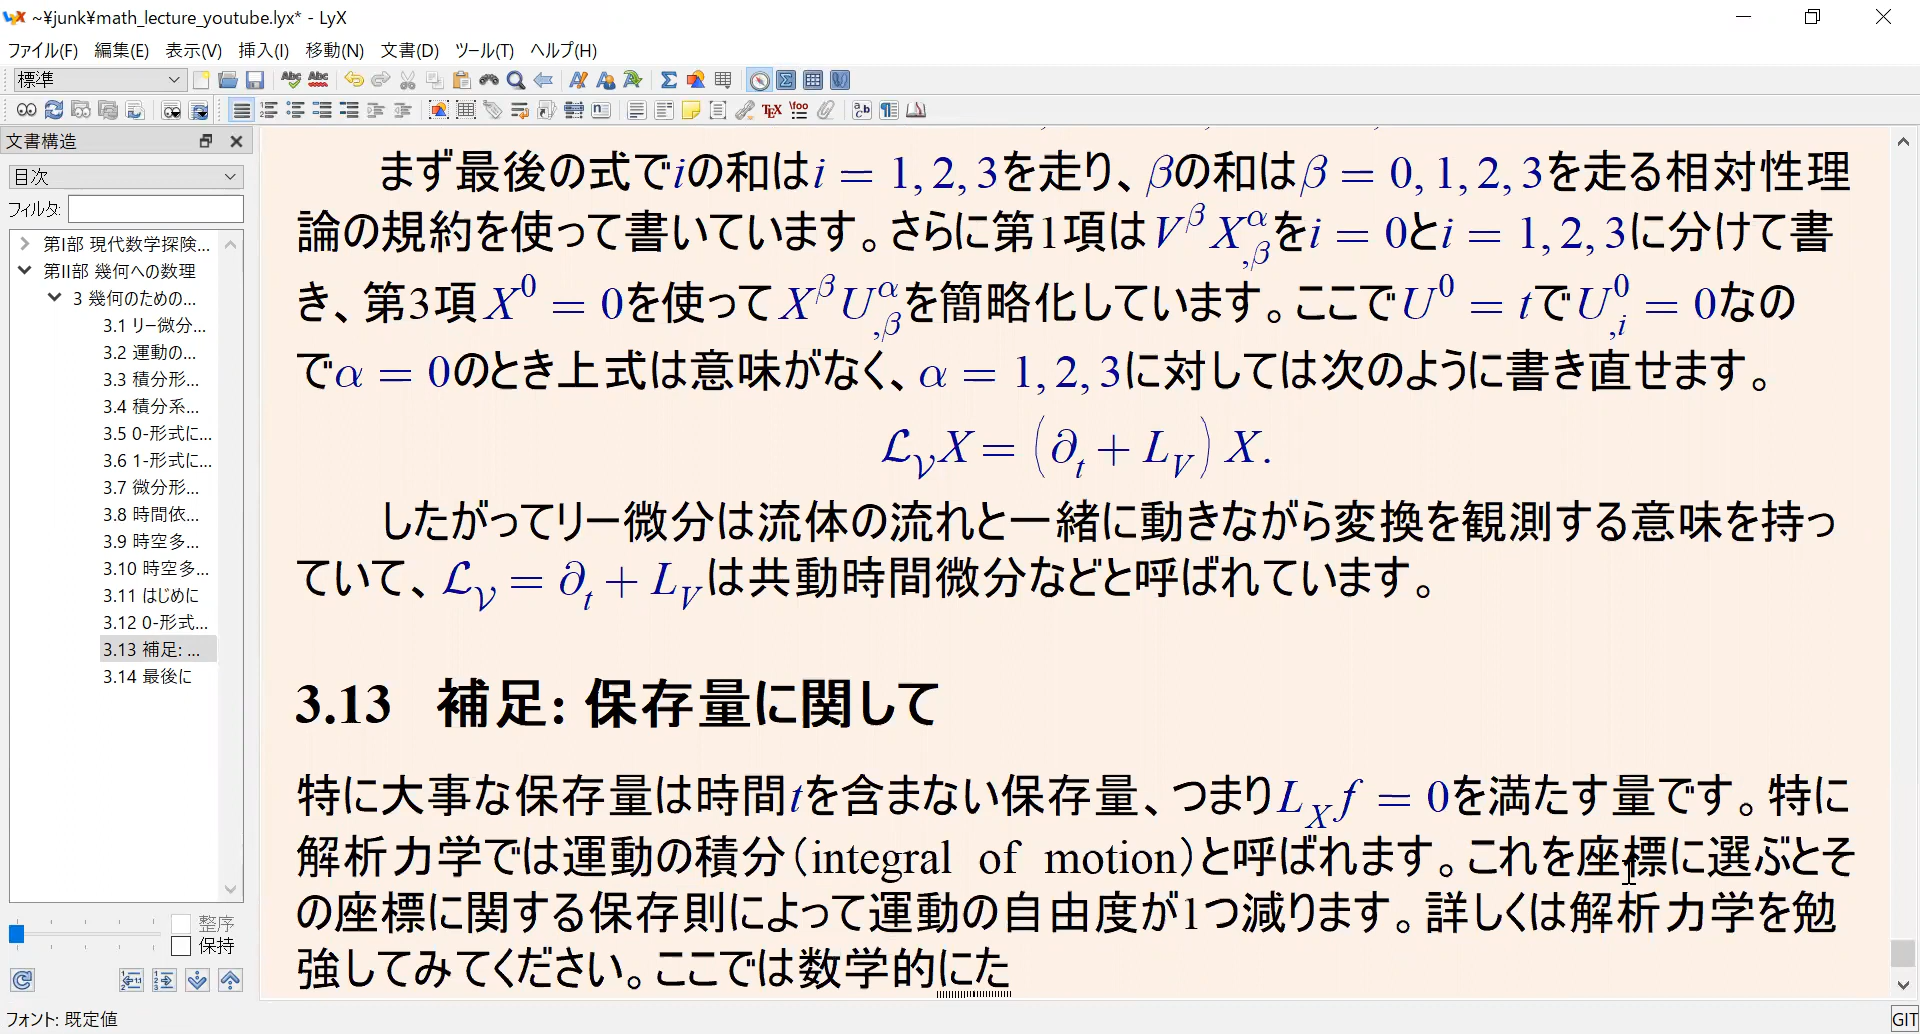 ~¥junk¥math_lecture_youtube.lyx* - LyX
ファイル(F) 編集(E) 表示(V) 挿入(I) 移動(N) 文書(D) ツール(T) ヘルプ(H)
標準
文書構造
目次
フィルタ:
第I部 現代数学探険...
第II部 幾何への数理
3 幾何のための...
3.1 リー微分...
3.2 運動の...
3.3 積分形...
3.4 積分系...
3.5 0-形式に...
3.6 1-形式に...
3.7 微分形...
3.8 時間依...
3.9 時空多...
3.10 時空多...
3.11 はじめに
3.12 0-形式...
3.13 補足: ...
3.14 最後に
整序
保持
まず最後の式でiの和はi = 1, 2, 3を走り、βの和はβ = 0, 1, 2, 3を走る相対性理
論の規約を使って書いています。さらに第1項はV^β X^α_{,β}をi = 0とi = 1, 2, 3に分けて書
き、第3項X^0 = 0を使ってX^β U^α_{,β}を簡略化しています。ここでU^0 = tでU^0_{,i} = 0なの
でα = 0のとき上式は意味がなく、α = 1, 2, 3に対しては次のように書き直せます。
ℒ_𝒱 X = (∂_t + L_V) X.
したがってリー微分は流体の流れと一緒に動きながら変換を観測する意味を持っ
ていて、ℒ_𝒱 = ∂_t + L_Vは共動時間微分などと呼ばれています。
3.13 補足: 保存量に関して
特に大事な保存量は時間tを含まない保存量、つまりL_X f = 0を満たす量です。特に
解析力学では運動の積分(integral of motion)と呼ばれます。これを座標に選ぶとそ
の座標に関する保存則によって運動の自由度が1つ減ります。詳しくは解析力学を勉
強してみてください。ここでは数学的にた
フォント: 既定値
GIT